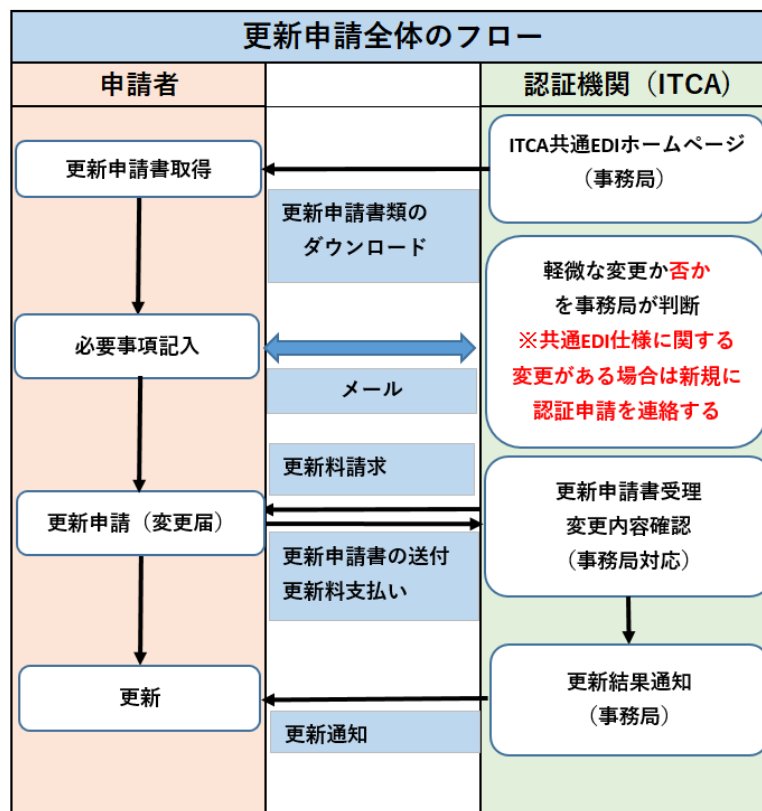 更新申請全体のフロー
申請者
認証機関（ITCA）
更新申請書取得
ITCA共通EDIホームページ
（事務局）
更新申請書類の
ダウンロード
軽微な変更か否か
を事務局が判断
※共通EDI仕様に関する
変更がある場合は新規に
認証申請を連絡する
必要事項記入
メール
更新料請求
更新申請（変更届）
更新申請書受理
変更内容確認
（事務局対応）
更新申請書の送付
更新料支払い
更新
更新結果通知
（事務局）
更新通知